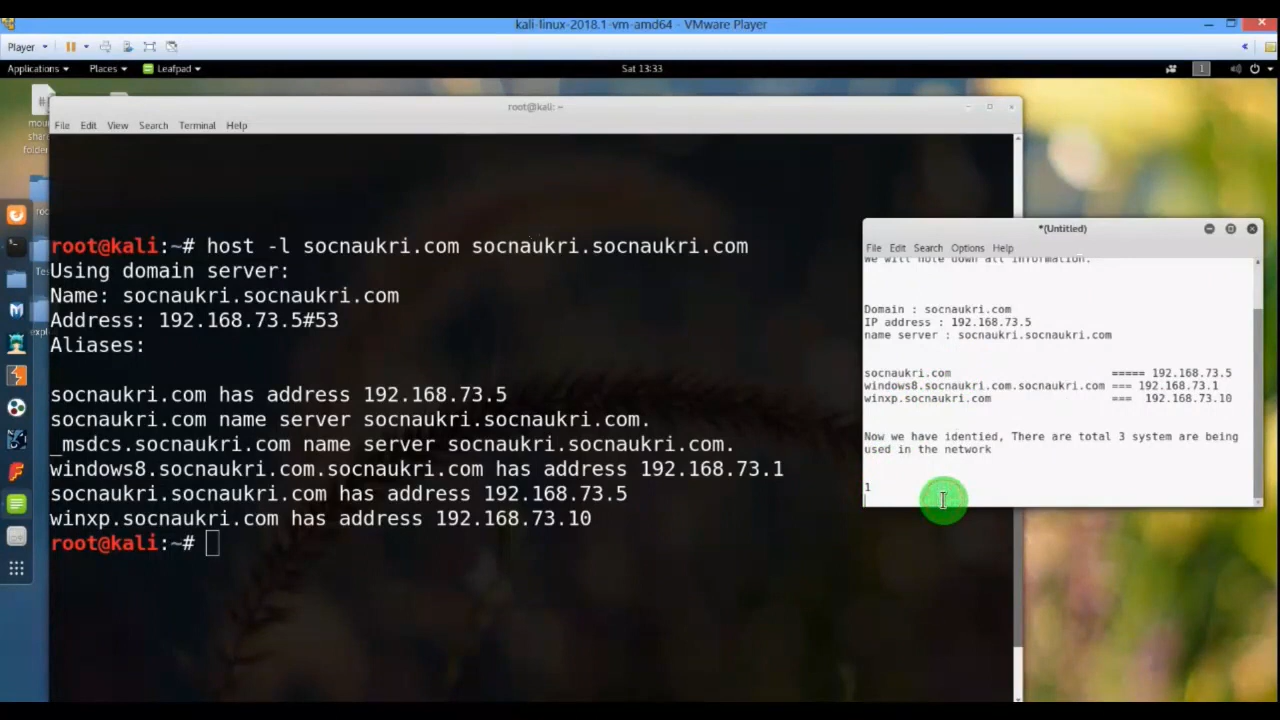 kali-linux-2018.1-vm-amd64 - VMware Player
Player
Applications Places Leafpad Sat 13:33 1
root@kali: ~
File Edit View Search Terminal Help
root@kali:~# host -l socnaukri.com socnaukri.socnaukri.com
Using domain server:
Name: socnaukri.socnaukri.com
Address: 192.168.73.5#53
Aliases:
socnaukri.com has address 192.168.73.5
socnaukri.com name server socnaukri.socnaukri.com.
_msdcs.socnaukri.com name server socnaukri.socnaukri.com.
windows8.socnaukri.com.socnaukri.com has address 192.168.73.1
socnaukri.socnaukri.com has address 192.168.73.5
winxp.socnaukri.com has address 192.168.73.10
root@kali:~#
*(Untitled)
File Edit Search Options Help
We will note down all information.
Domain : socnaukri.com
IP address : 192.168.73.5
name server : socnaukri.socnaukri.com
socnaukri.com ===== 192.168.73.5
windows8.socnaukri.com.socnaukri.com === 192.168.73.1
winxp.socnaukri.com === 192.168.73.10
Now we have identied, There are total 3 system are being
used in the network
1